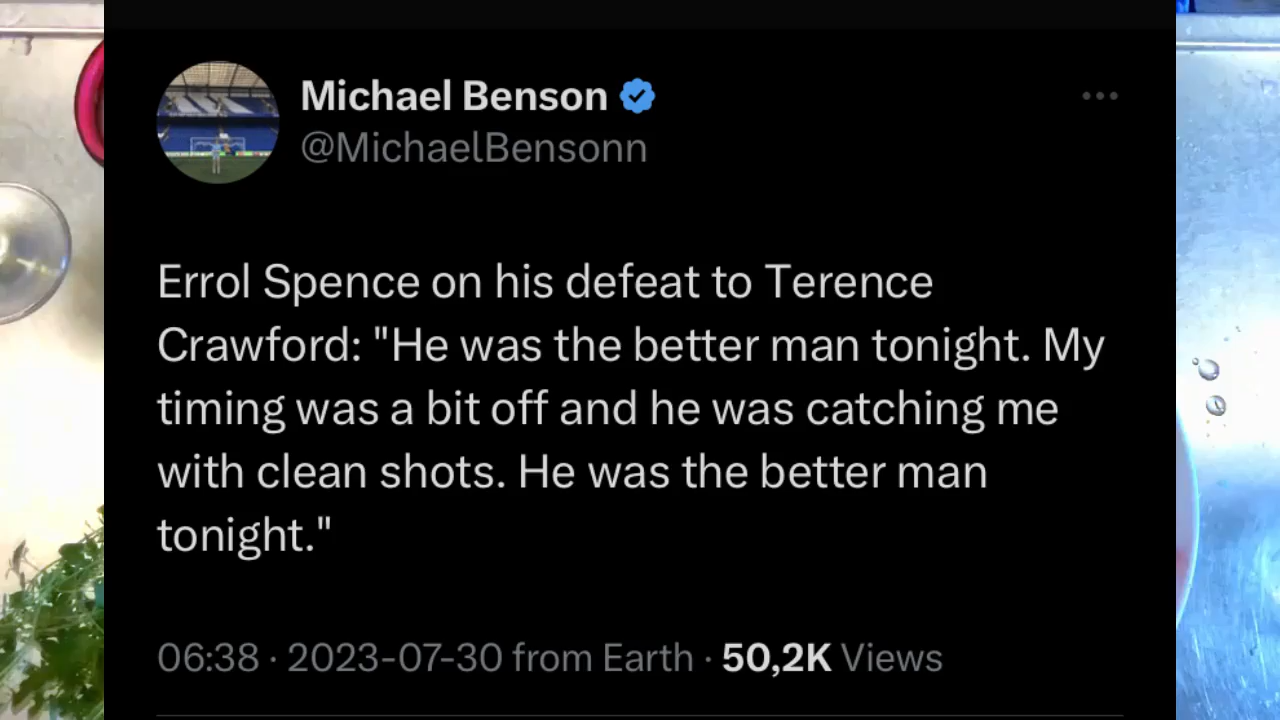 Michael Benson
@MichaelBensonn
Errol Spence on his defeat to Terence
Crawford: "He was the better man tonight. My
timing was a bit off and he was catching me
with clean shots. He was the better man
tonight."
06:38 · 2023-07-30 from Earth · 50,2K Views